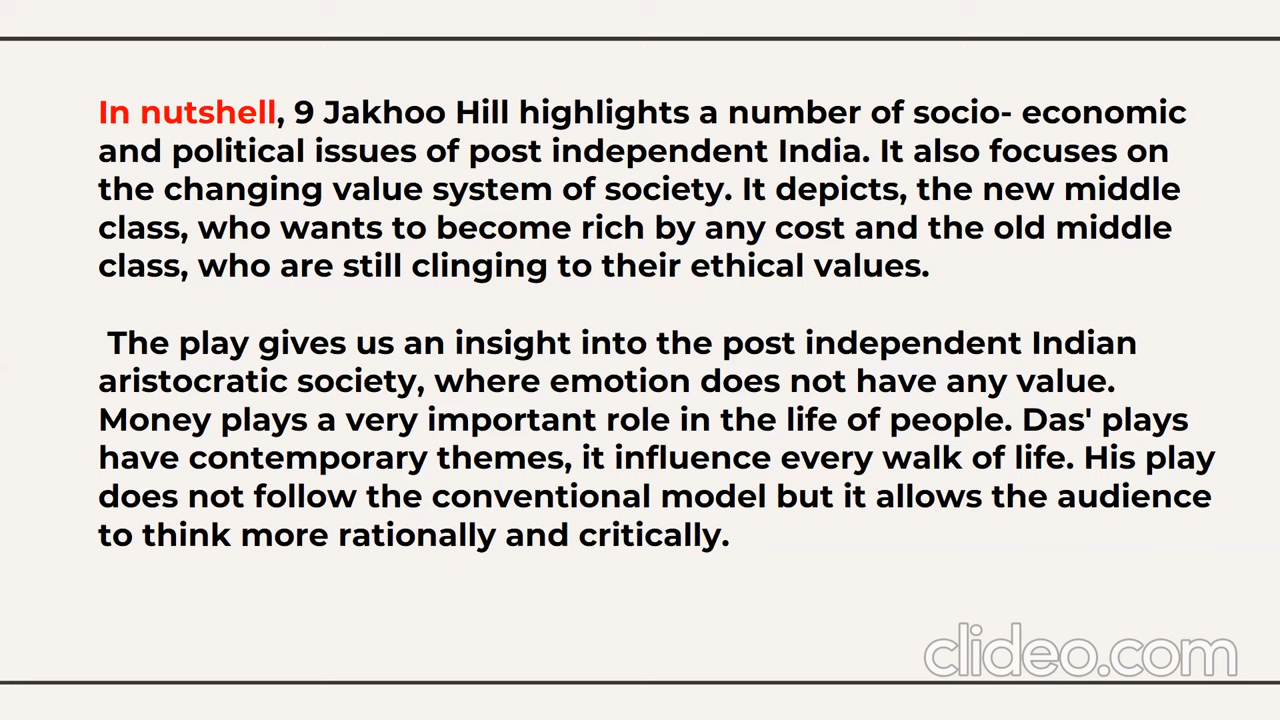 In nutshell, 9 Jakhoo Hill highlights a number of socio- economic
and political issues of post independent India. It also focuses on
the changing value system of society. It depicts, the new middle
class, who wants to become rich by any cost and the old middle
class, who are still clinging to their ethical values.
The play gives us an insight into the post independent Indian
aristocratic society, where emotion does not have any value.
Money plays a very important role in the life of people. Das' plays
have contemporary themes, it influence every walk of life. His play
does not follow the conventional model but it allows the audience
to think more rationally and critically.
clideo.com